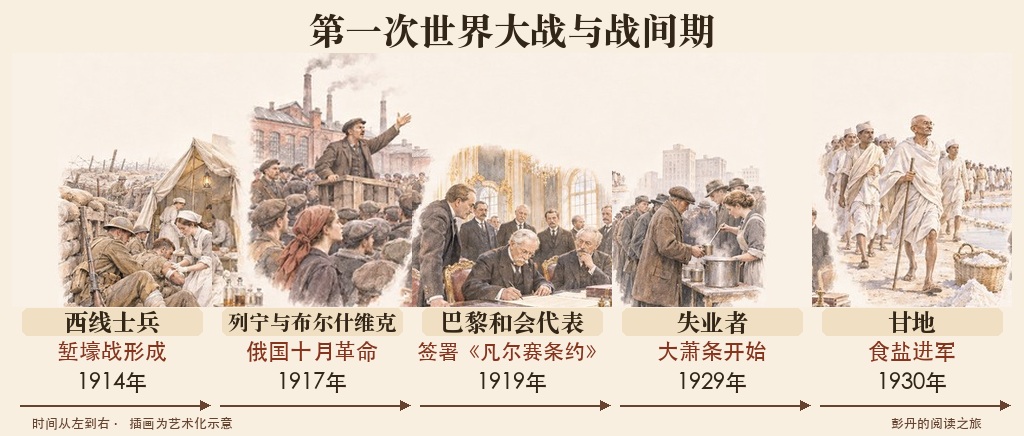 第一次世界大战与战间期
西线士兵
堑壕战形成
1914年
列宁与布尔什维克
俄国十月革命
1917年
巴黎和会代表
签署《凡尔赛条约》
1919年
失业者
大萧条开始
1929年
甘地
食盐进军
1930年
时间从左到右· 插画为艺术化示意
彭丹的阅读之旅